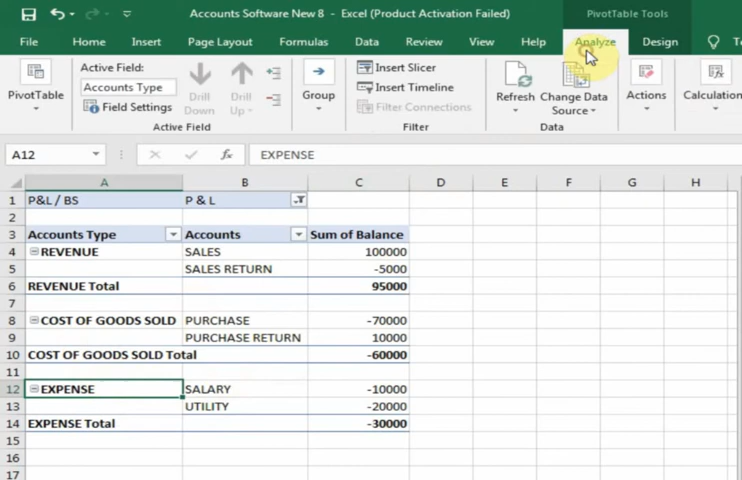 Accounts Software New 8 - Excel (Product Activation Failed)
PivotTable Tools
File Home Insert Page Layout Formulas Data Review View Help Analyze Design
PivotTable
Active Field:
Accounts Type
Field Settings
Drill Down
Drill Up
Active Field
Group
Insert Slicer
Insert Timeline
Filter Connections
Filter
Refresh
Change Data Source
Data
Actions
Calculation
A12 fx EXPENSE
A B C D E F G H
1 P&L / BS P & L
2
3 Accounts Type Accounts Sum of Balance
4 REVENUE SALES 100000
5 SALES RETURN -5000
6 REVENUE Total 95000
7
8 COST OF GOODS SOLD PURCHASE -70000
9 PURCHASE RETURN 10000
10 COST OF GOODS SOLD Total -60000
11
12 EXPENSE SALARY -10000
13 UTILITY -20000
14 EXPENSE Total -30000
15
16
17